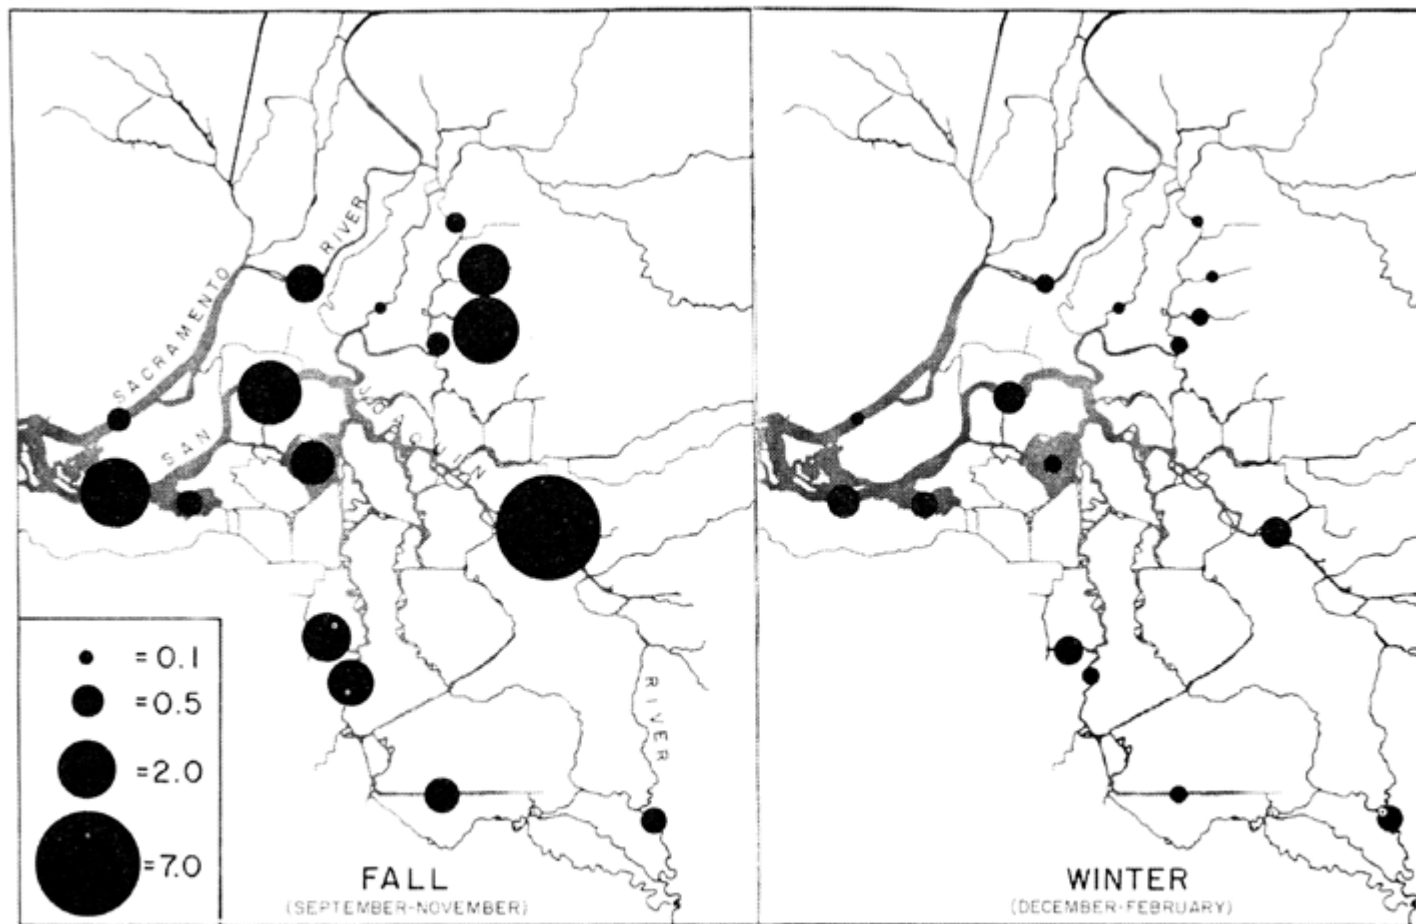 SACRAMENTO RIVER
SAN JOAQUIN
RIVER
=0.1
=0.5
=2.0
=7.0
FALL
(SEPTEMBER-NOVEMBER)
WINTER
(DECEMBER-FEBRUARY)